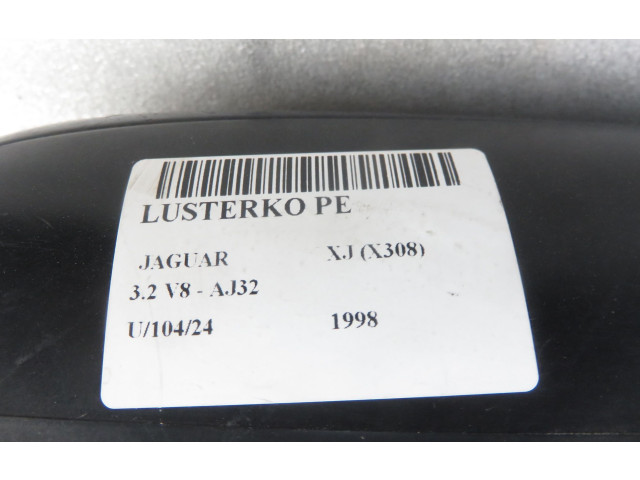 LUSTERKO PE
JAGUAR XJ (X308)
3.2 V8 - AJ32
U/104/24 1998